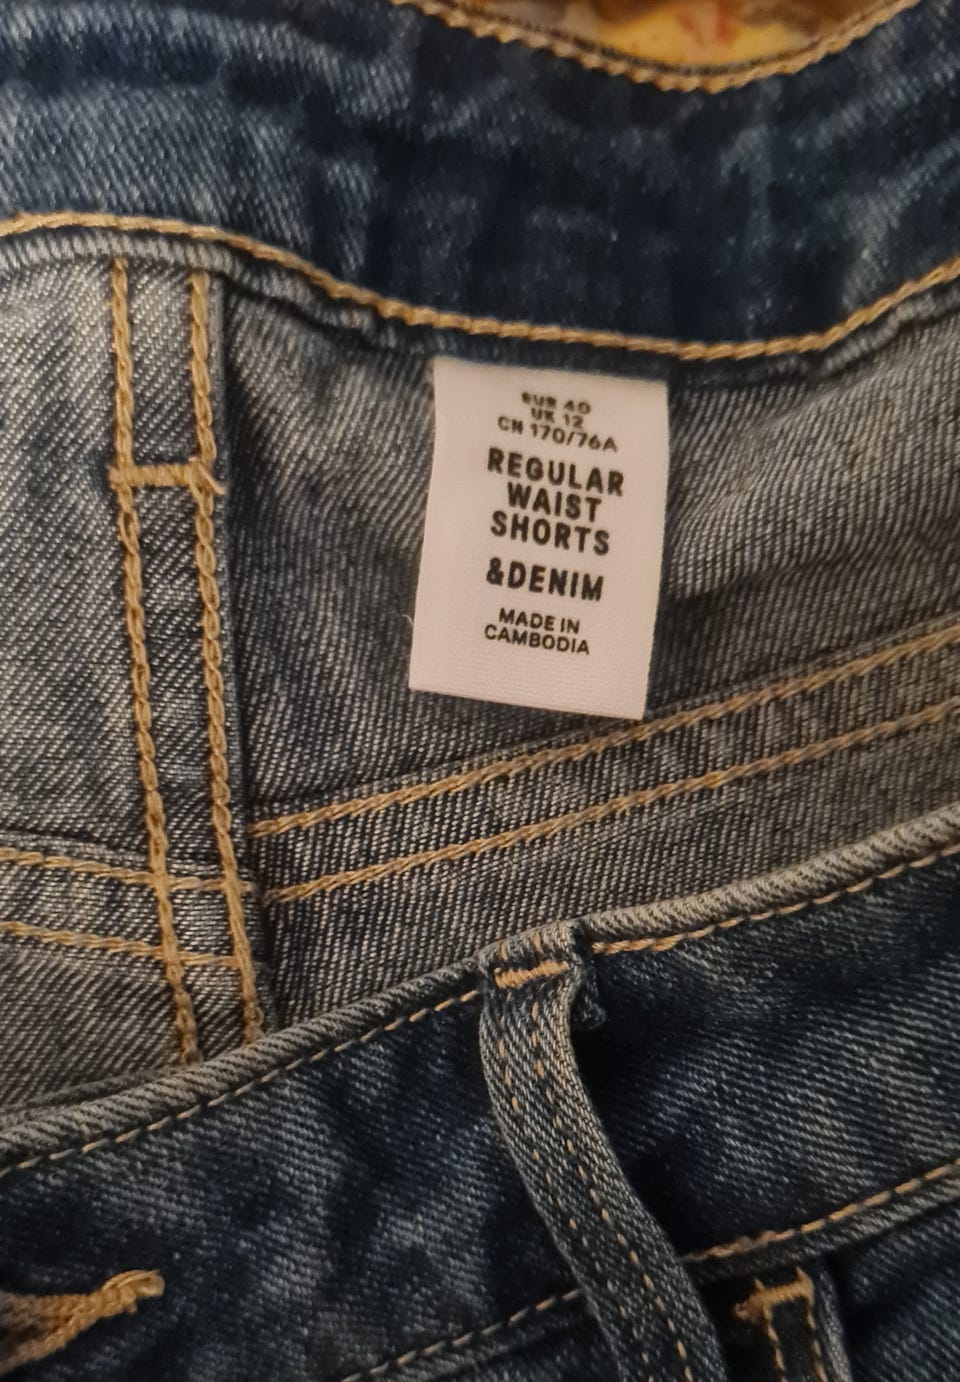 EUR 40
UK 12
CN 170/76A
REGULAR
WAIST
SHORTS
&DENIM
MADE IN
CAMBODIA